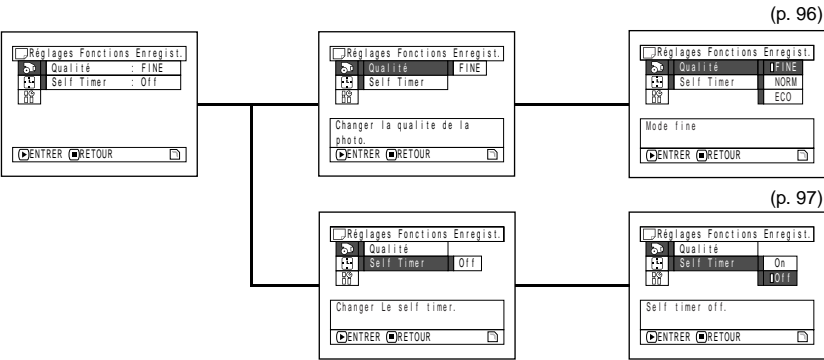 (p. 96)
Réglages Fonctions Enregist.
Qualité : FINE
Self Timer : Off
ENTRER RETOUR
Réglages Fonctions Enregist.
Qualité FINE
Self Timer
Changer la qualite de la
photo.
ENTRER RETOUR
Réglages Fonctions Enregist.
Qualité FINE
Self Timer NORM
ECO
Mode fine
ENTRER RETOUR
(p. 97)
Réglages Fonctions Enregist.
Qualité
Self Timer Off
Changer Le self timer.
ENTRER RETOUR
Réglages Fonctions Enregist.
Qualité
Self Timer On
Off
Self timer off.
ENTRER RETOUR